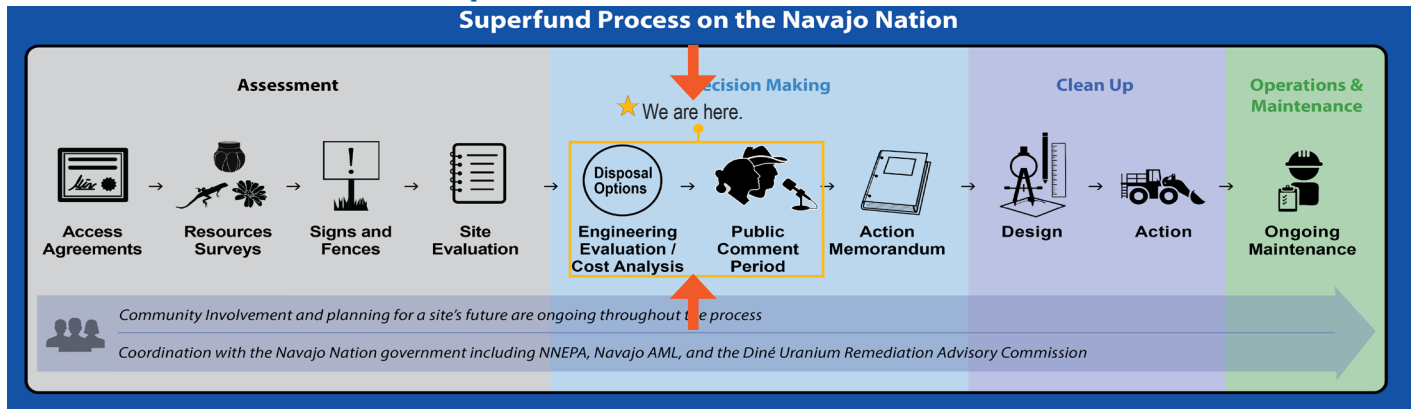 Superfund Process on the Navajo Nation
Assessment
ecision Making
Clean Up
Operations &
Maintenance
We are here.
!
Disposal
Options
Access
Agreements
Resources
Surveys
Signs and
Fences
Site
Evaluation
Engineering
Evaluation /
Cost Analysis
Public
Comment
Period
Action
Memorandum
Design
Action
Ongoing
Maintenance
Community Involvement and planning for a site's future are ongoing throughout the process
Coordination with the Navajo Nation government including NNEPA, Navajo AML, and the Diné Uranium Remediation Advisory Commission